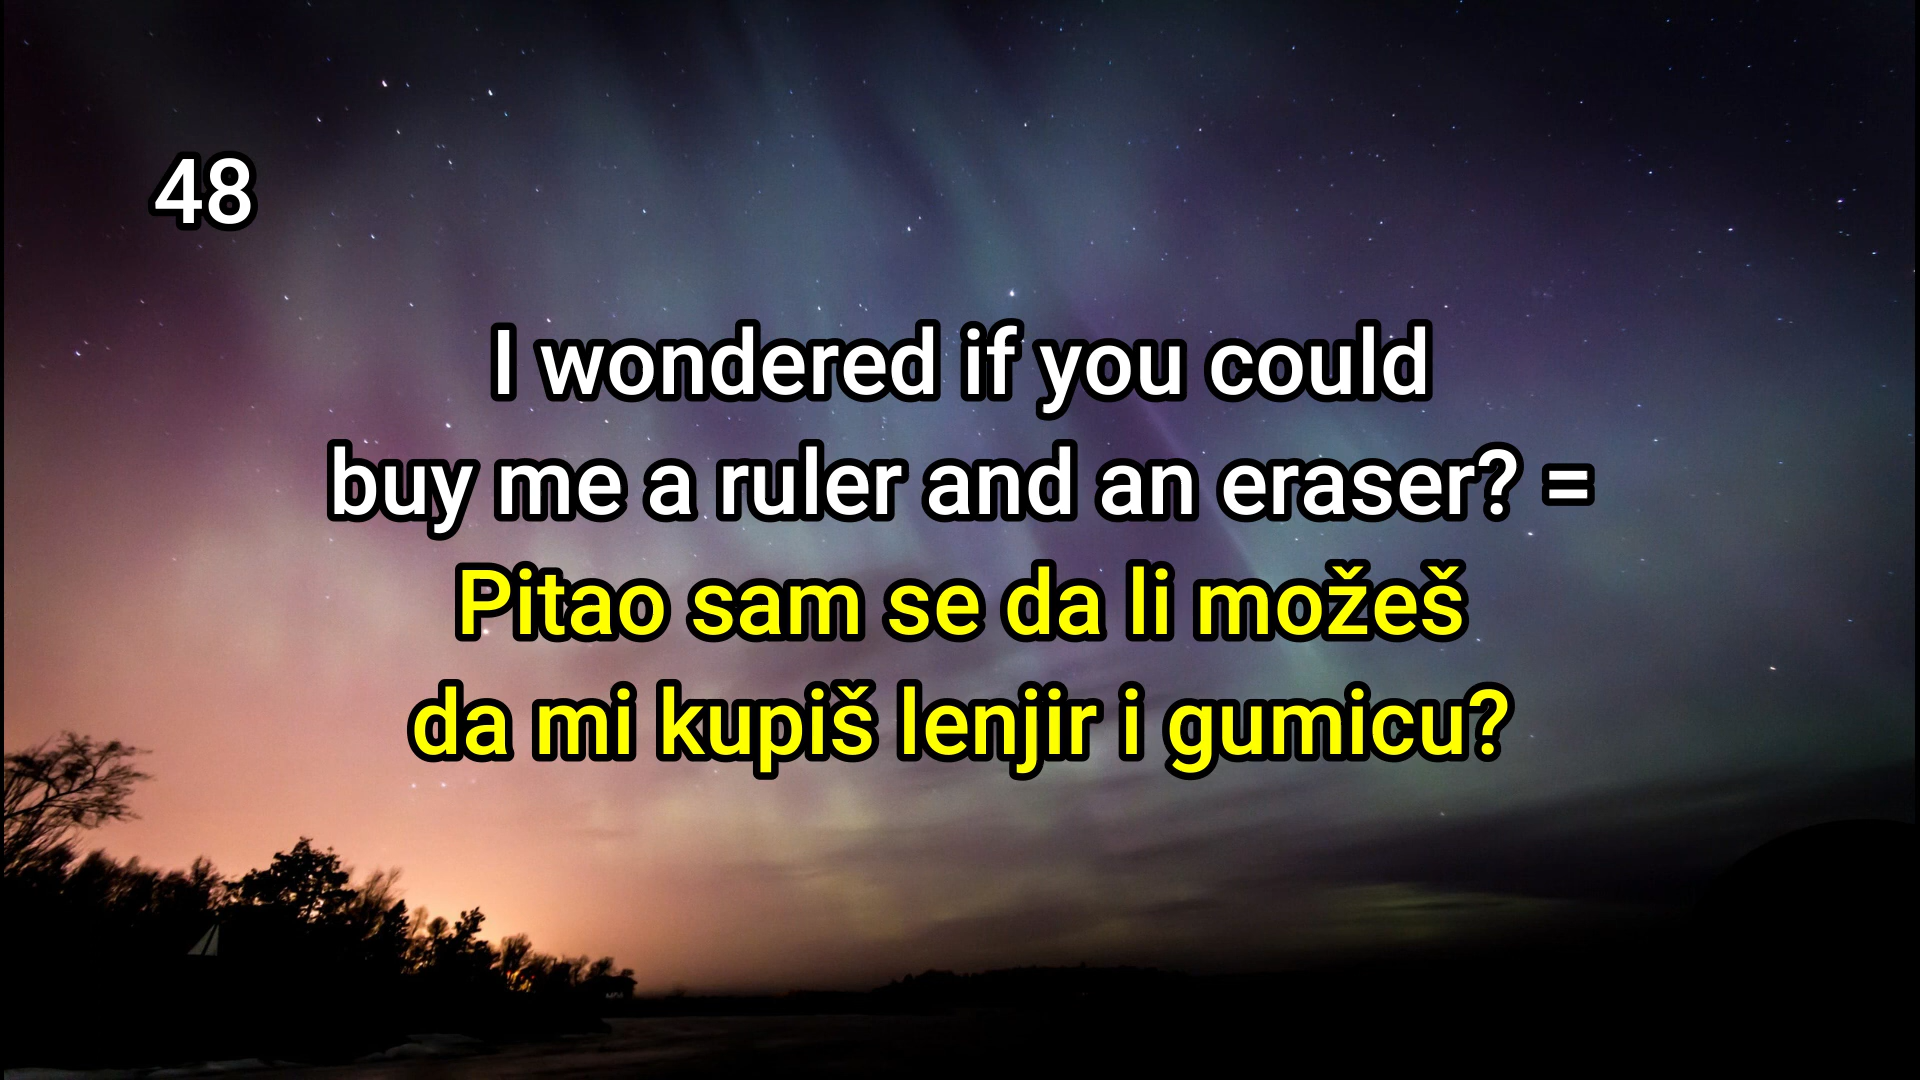 48
I wondered if you could
buy me a ruler and an eraser? =
Pitao sam se da li možeš
da mi kupiš lenjir i gumicu?